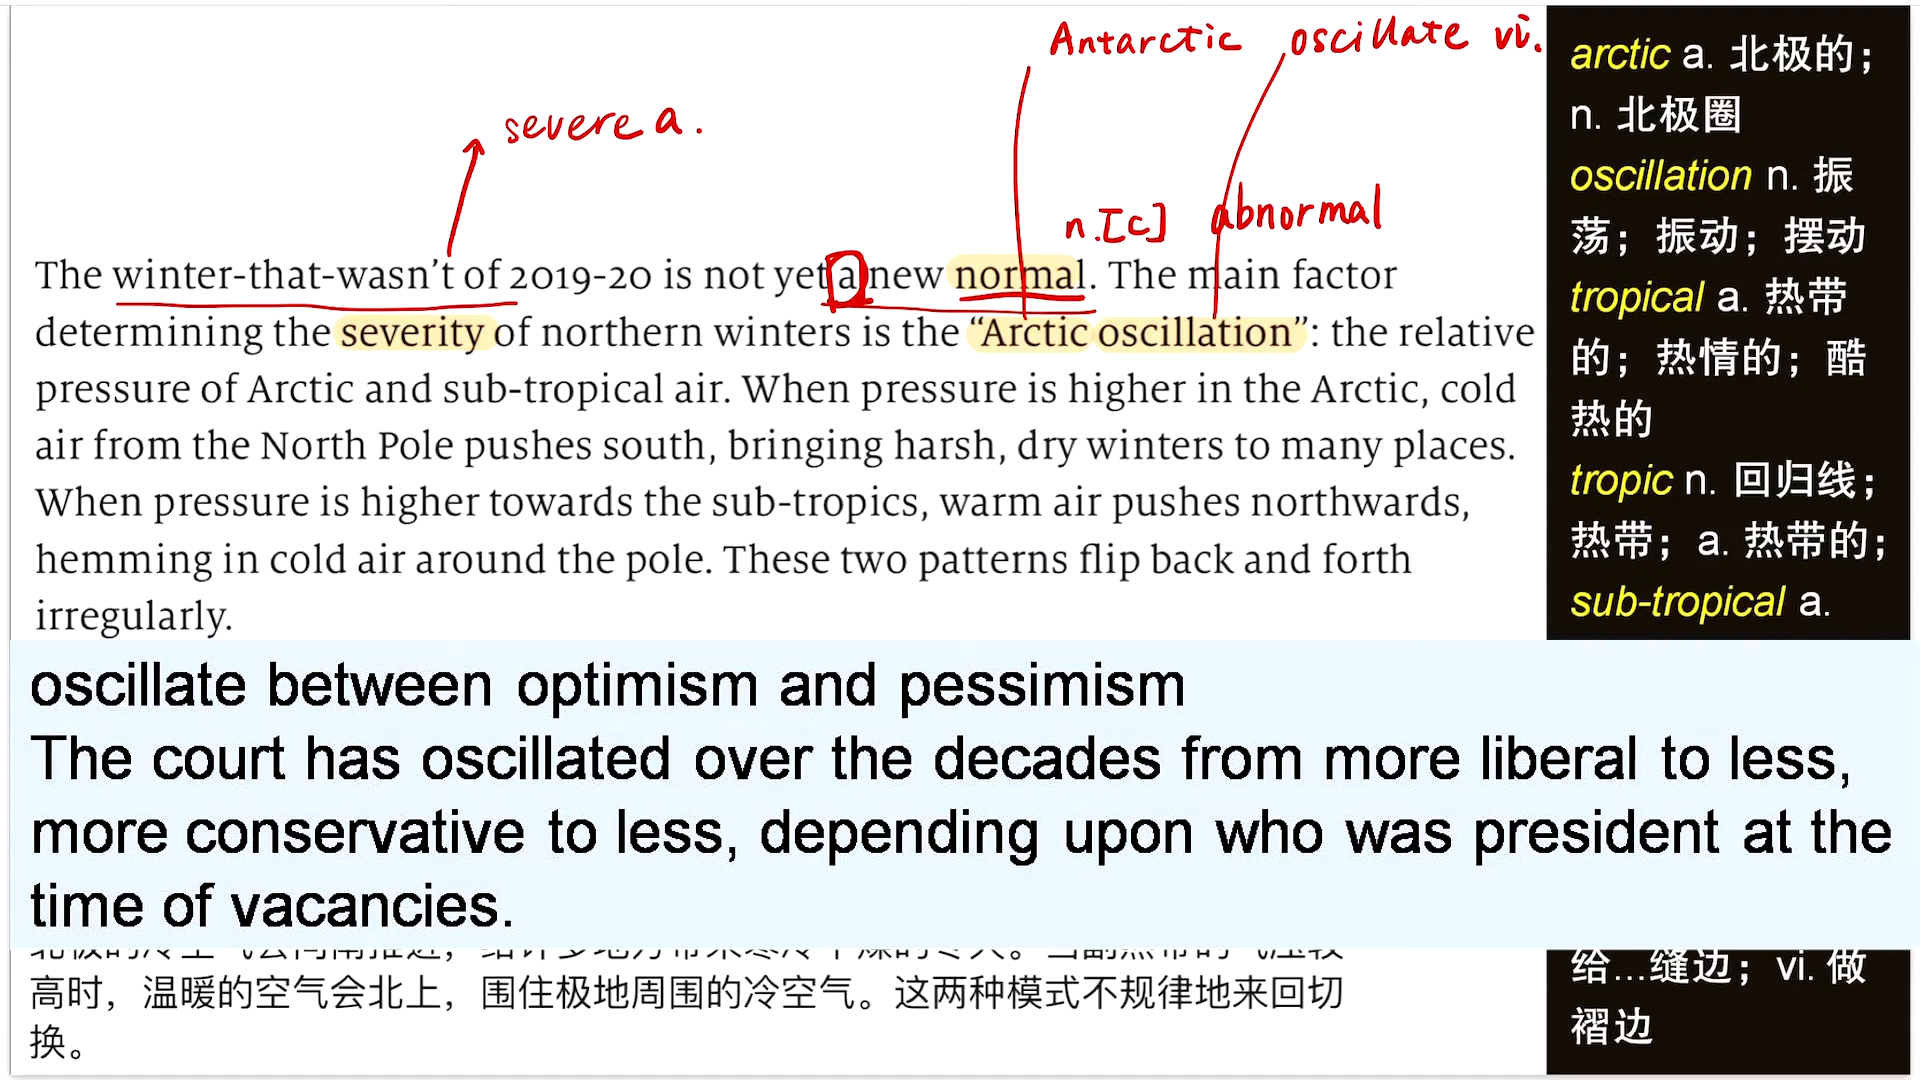 Antarctic oscillate vi.
severe a.
n.[c] abnormal
The winter-that-wasn't of 2019-20 is not yet a new normal. The main factor
determining the severity of northern winters is the “Arctic oscillation”: the relative
pressure of Arctic and sub-tropical air. When pressure is higher in the Arctic, cold
air from the North Pole pushes south, bringing harsh, dry winters to many places.
When pressure is higher towards the sub-tropics, warm air pushes northwards,
hemming in cold air around the pole. These two patterns flip back and forth
irregularly.
arctic a. 北极的；
n. 北极圈
oscillation n. 振
荡；振动；摆动
tropical a. 热带
的；热情的；酷
热的
tropic n. 回归线；
热带；a. 热带的；
sub-tropical a.
oscillate between optimism and pessimism
The court has oscillated over the decades from more liberal to less,
more conservative to less, depending upon who was president at the
time of vacancies.
高时，温暖的空气会北上，围住极地周围的冷空气。这两种模式不规律地来回切
换。
给...缝边；vi. 做
褶边